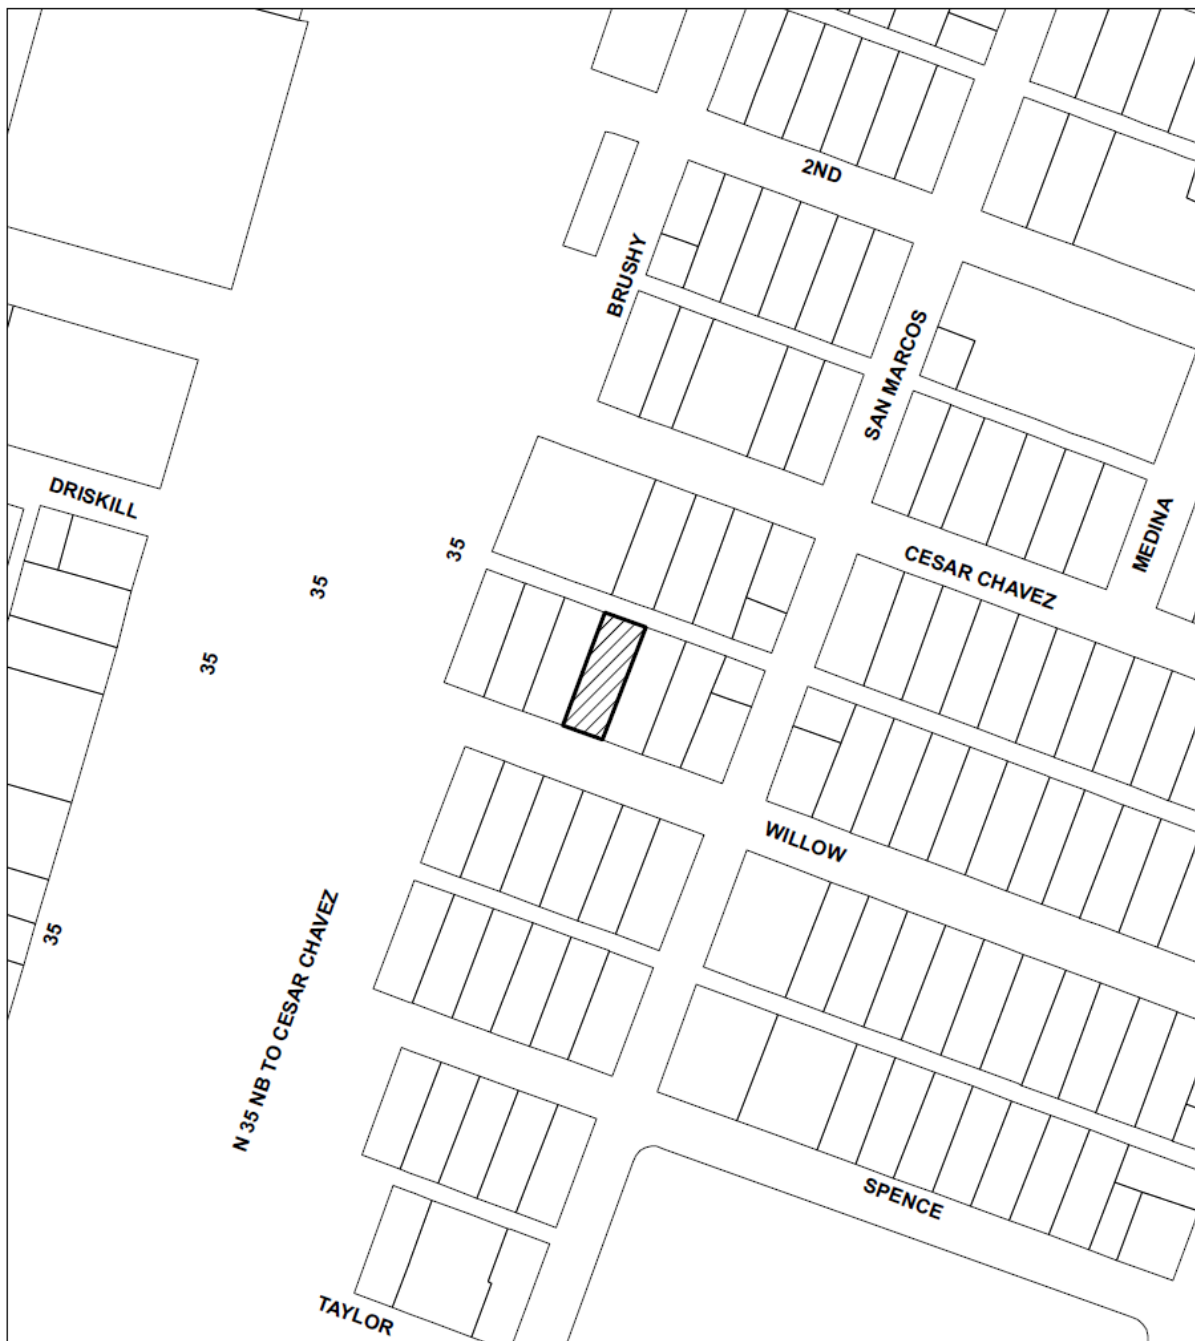 2ND
BRUSHY
SAN MARCOS
DRISKILL
MEDINA
35
CESAR CHAVEZ
35
35
WILLOW
35
N 35 NB TO CESAR CHAVEZ
SPENCE
TAYLOR